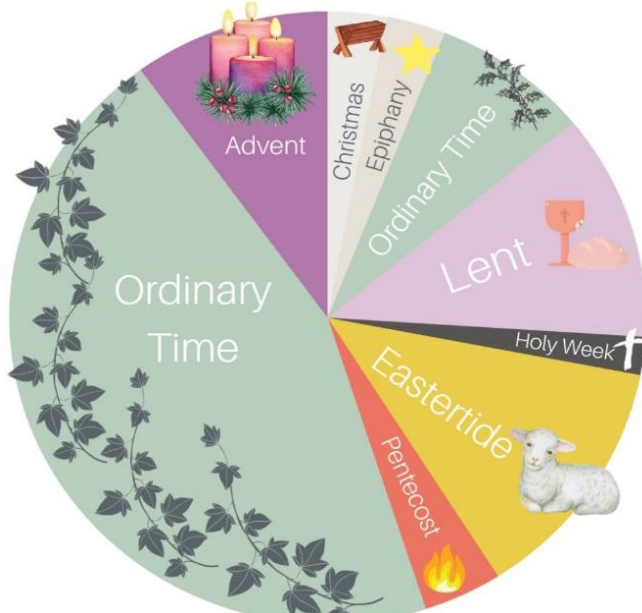 Advent
Christmas
Epiphany
Ordinary Time
Lent
Holy Week
Eastertide
Pentecost
Ordinary
Time